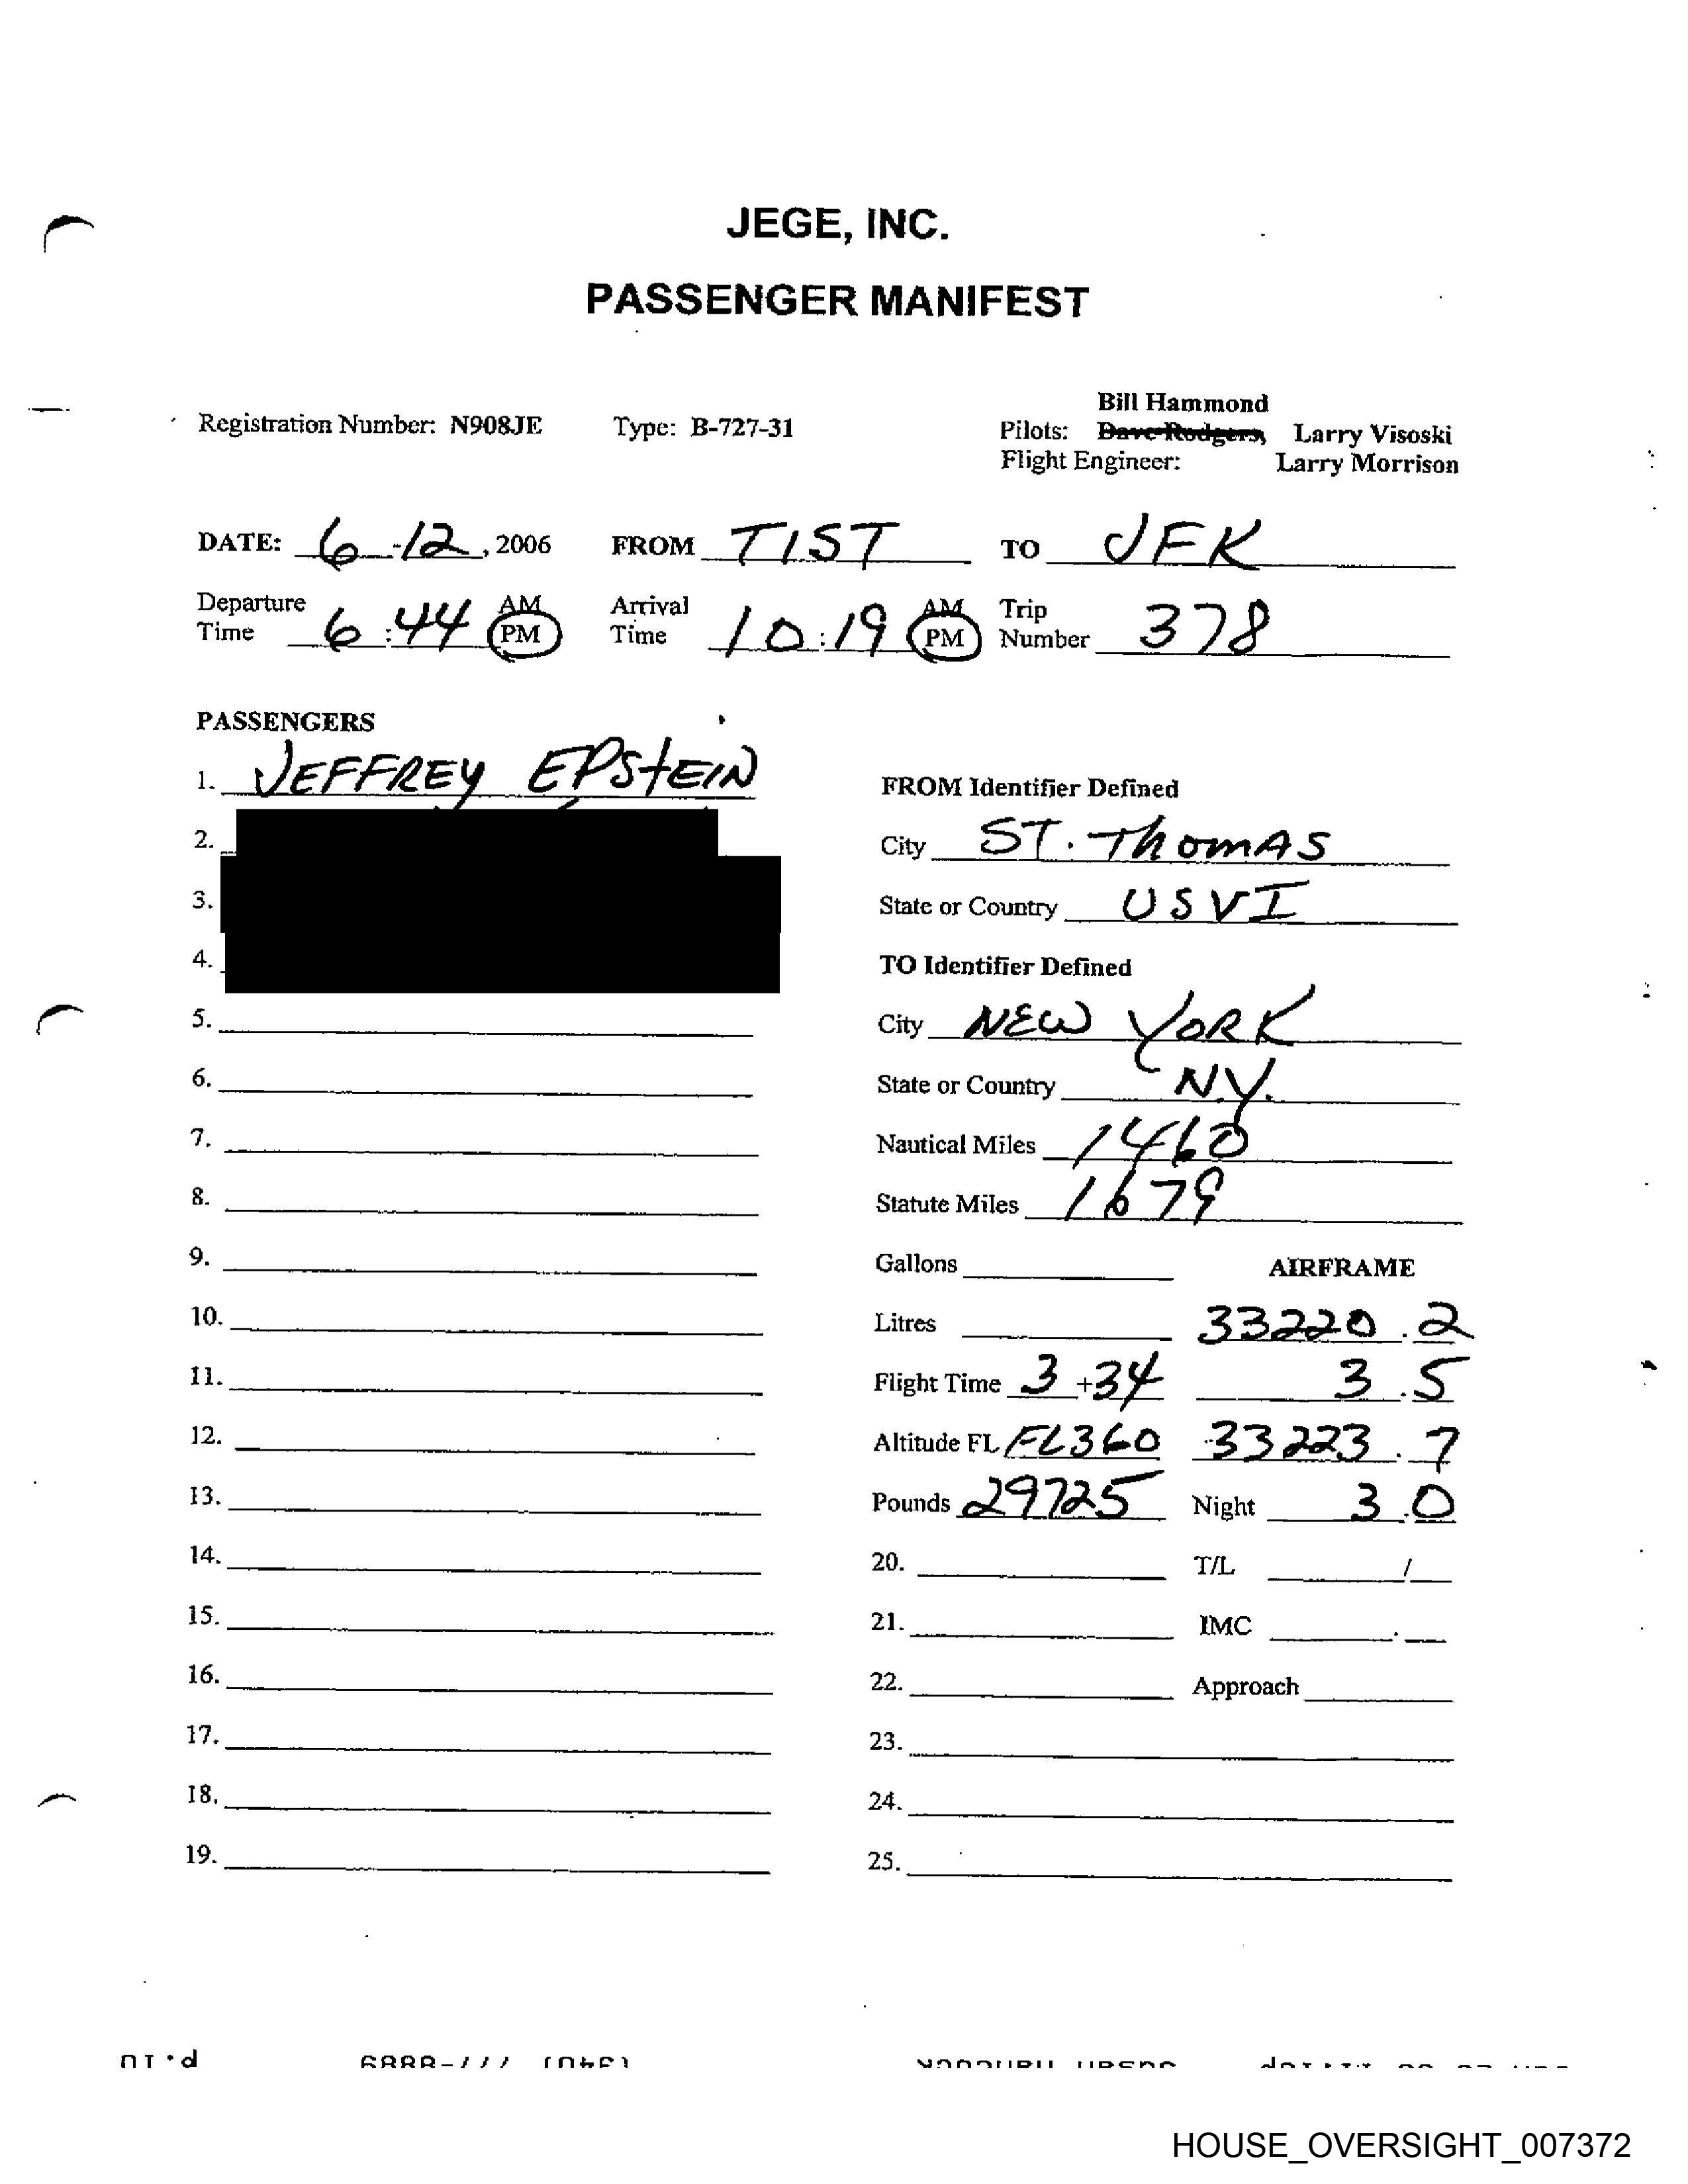 JEGE, INC.
PASSENGER MANIFEST
Bill Hammond
Registration Number: N908JE Type: B-727-31 Pilots: Dave Rodgers, Larry Visoski
Flight Engineer: Larry Morrison
DATE: 6-12, 2006 FROM TIST TO JFK
Departure Time 6:44 AM PM Arrival Time 10:19 AM PM Trip Number 378
PASSENGERS
1. JEFFREY EPStEIN
2.
3.
4.
5.
6.
7.
8.
9.
10.
11.
12.
13.
14.
15.
16.
17.
18.
19.
FROM Identifier Defined
City ST. ThomAS
State or Country USVI
TO Identifier Defined
City NEW YORK
State or Country N.Y.
Nautical Miles 1460
Statute Miles 1679
Gallons AIRFRAME
Litres 33220.2
Flight Time 3+34 3.5
Altitude FL FL360 33223.7
Pounds 29725 Night 3.0
20. T/L /
21. IMC .
22. Approach
23.
24.
25.
HOUSE_OVERSIGHT_007372